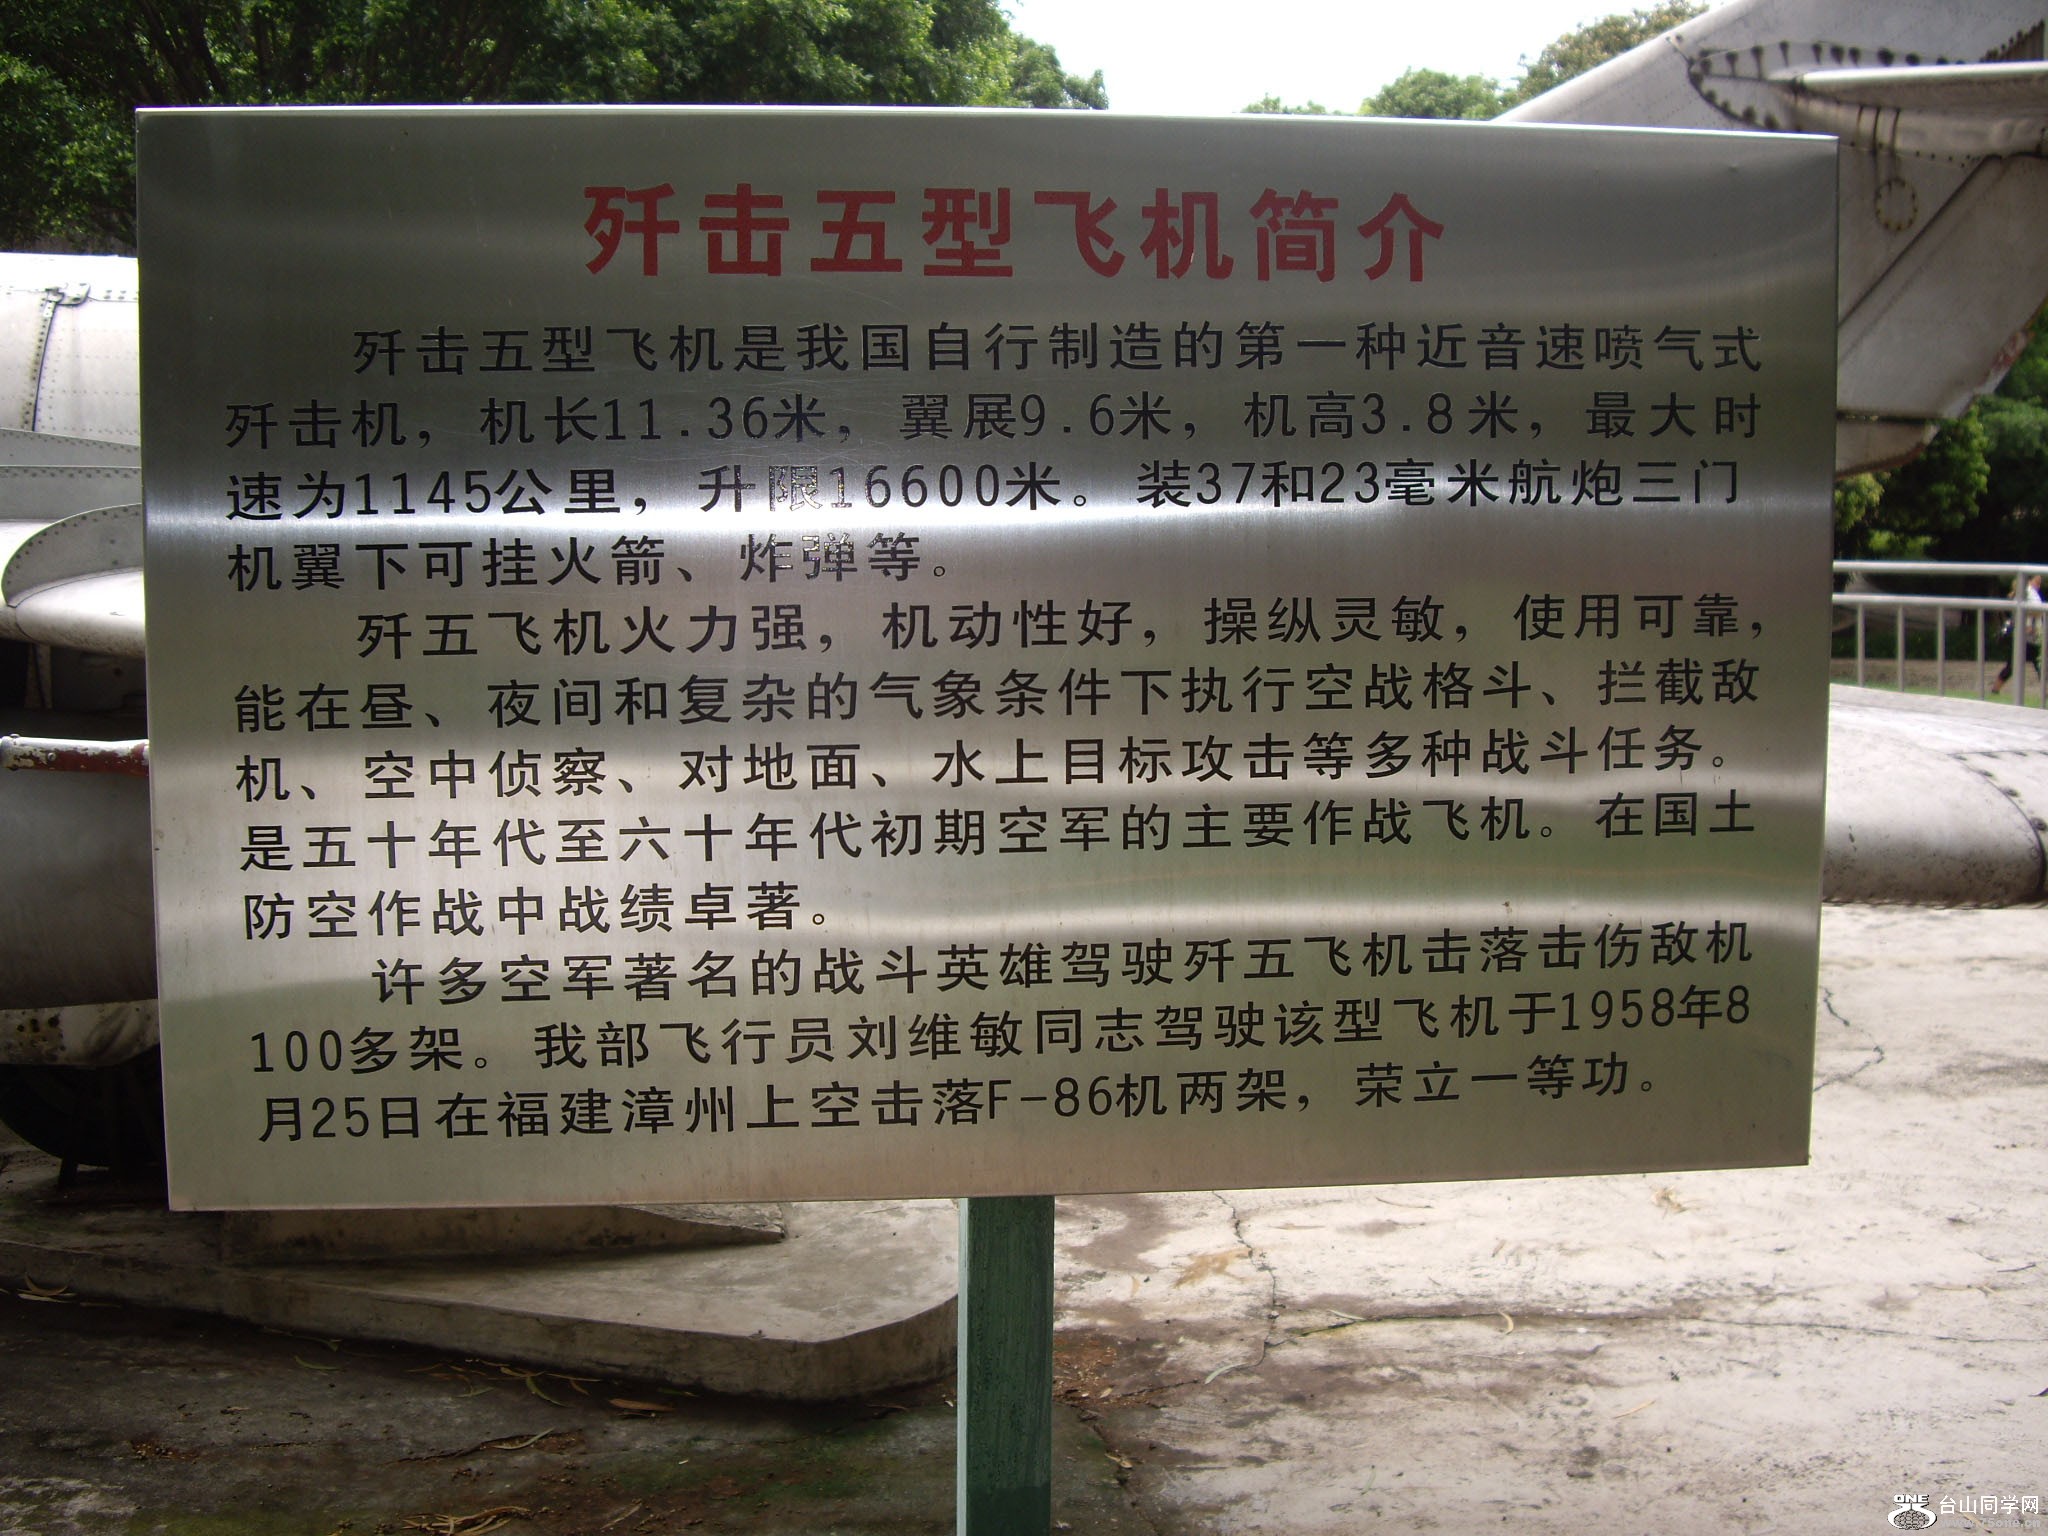 歼击五型飞机简介
歼击五型飞机是我国自行制造的第一种近音速喷气式
歼击机，机长11.36米，翼展9.6米，机高3.8米，最大时
速为1145公里，升限16600米。装37和23毫米航炮三门
机翼下可挂火箭、炸弹等。
歼五飞机火力强，机动性好，操纵灵敏，使用可靠，
能在昼、夜间和复杂的气象条件下执行空战格斗、拦截敌
机、空中侦察、对地面、水上目标攻击等多种战斗任务。
是五十年代至六十年代初期空军的主要作战飞机。在国土
防空作战中战绩卓著。
许多空军著名的战斗英雄驾驶歼五飞机击落击伤敌机
100多架。我部飞行员刘维敏同志驾驶该型飞机于1958年8
月25日在福建漳州上空击落F-86机两架，荣立一等功。
ONE 台山同学网